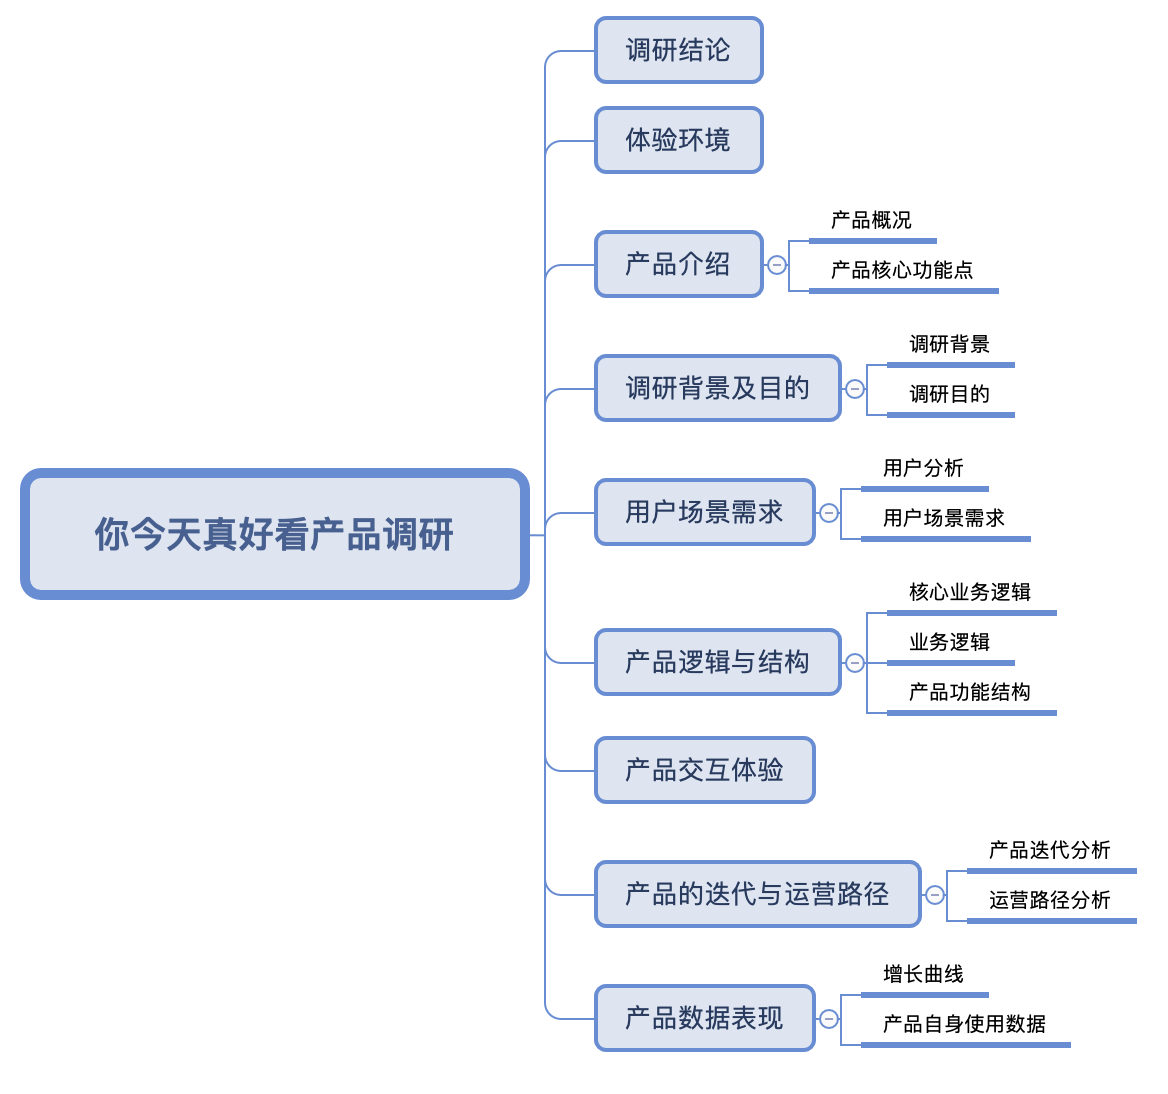 你今天真好看产品调研
调研结论
体验环境
产品介绍
产品概况
产品核心功能点
调研背景及目的
调研背景
调研目的
用户场景需求
用户分析
用户场景需求
产品逻辑与结构
核心业务逻辑
业务逻辑
产品功能结构
产品交互体验
产品的迭代与运营路径
产品迭代分析
运营路径分析
产品数据表现
增长曲线
产品自身使用数据